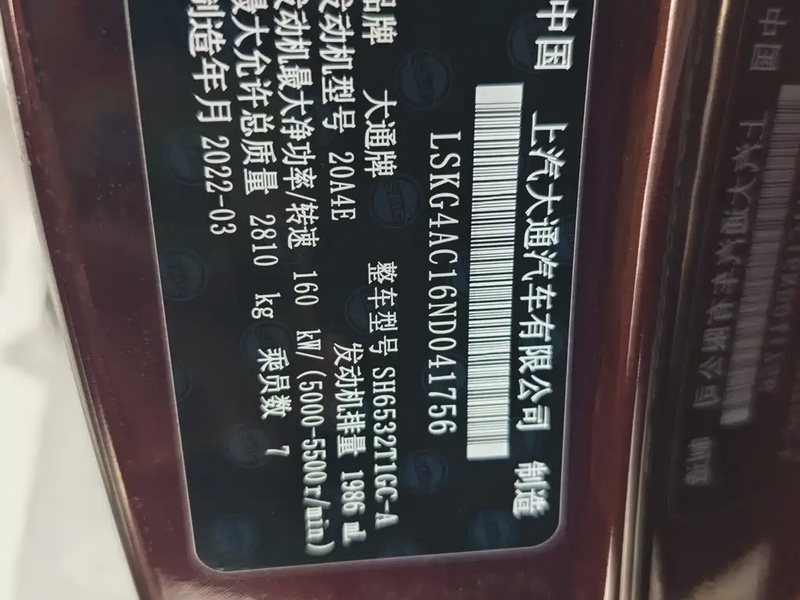 中国 上汽大通汽车有限公司 制造
LSKG4AC16ND041756
品牌 大通牌 整车型号 SH6532T1GC-A
发动机型号 20A4E 发动机排量 1986 mL
发动机最大净功率/转速 160 kW/(5000-5500r/min)
最大允许总质量 2810 kg 乘员数 7
制造年月 2022-03